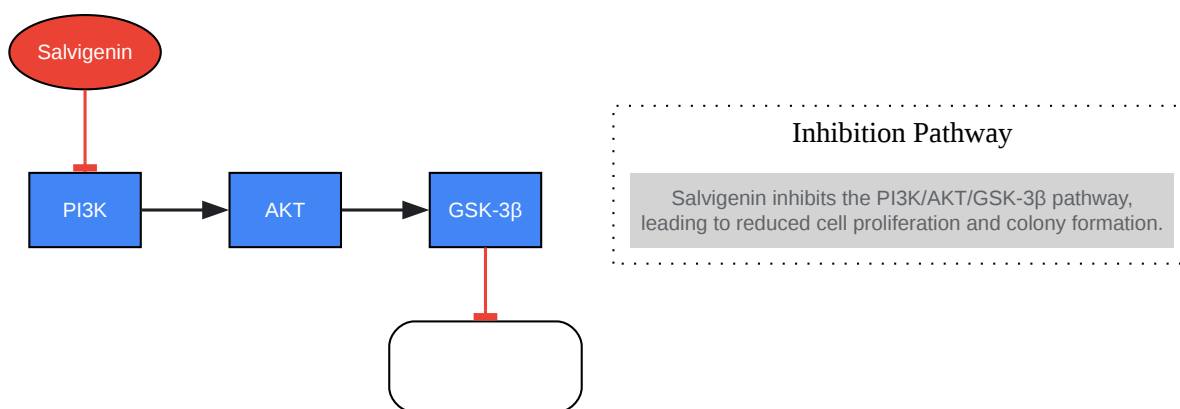 Salvigenin
Inhibition Pathway
Salvigenin inhibits the PI3K/AKT/GSK-3β pathway,
leading to reduced cell proliferation and colony formation.
PI3K
AKT
GSK-3β